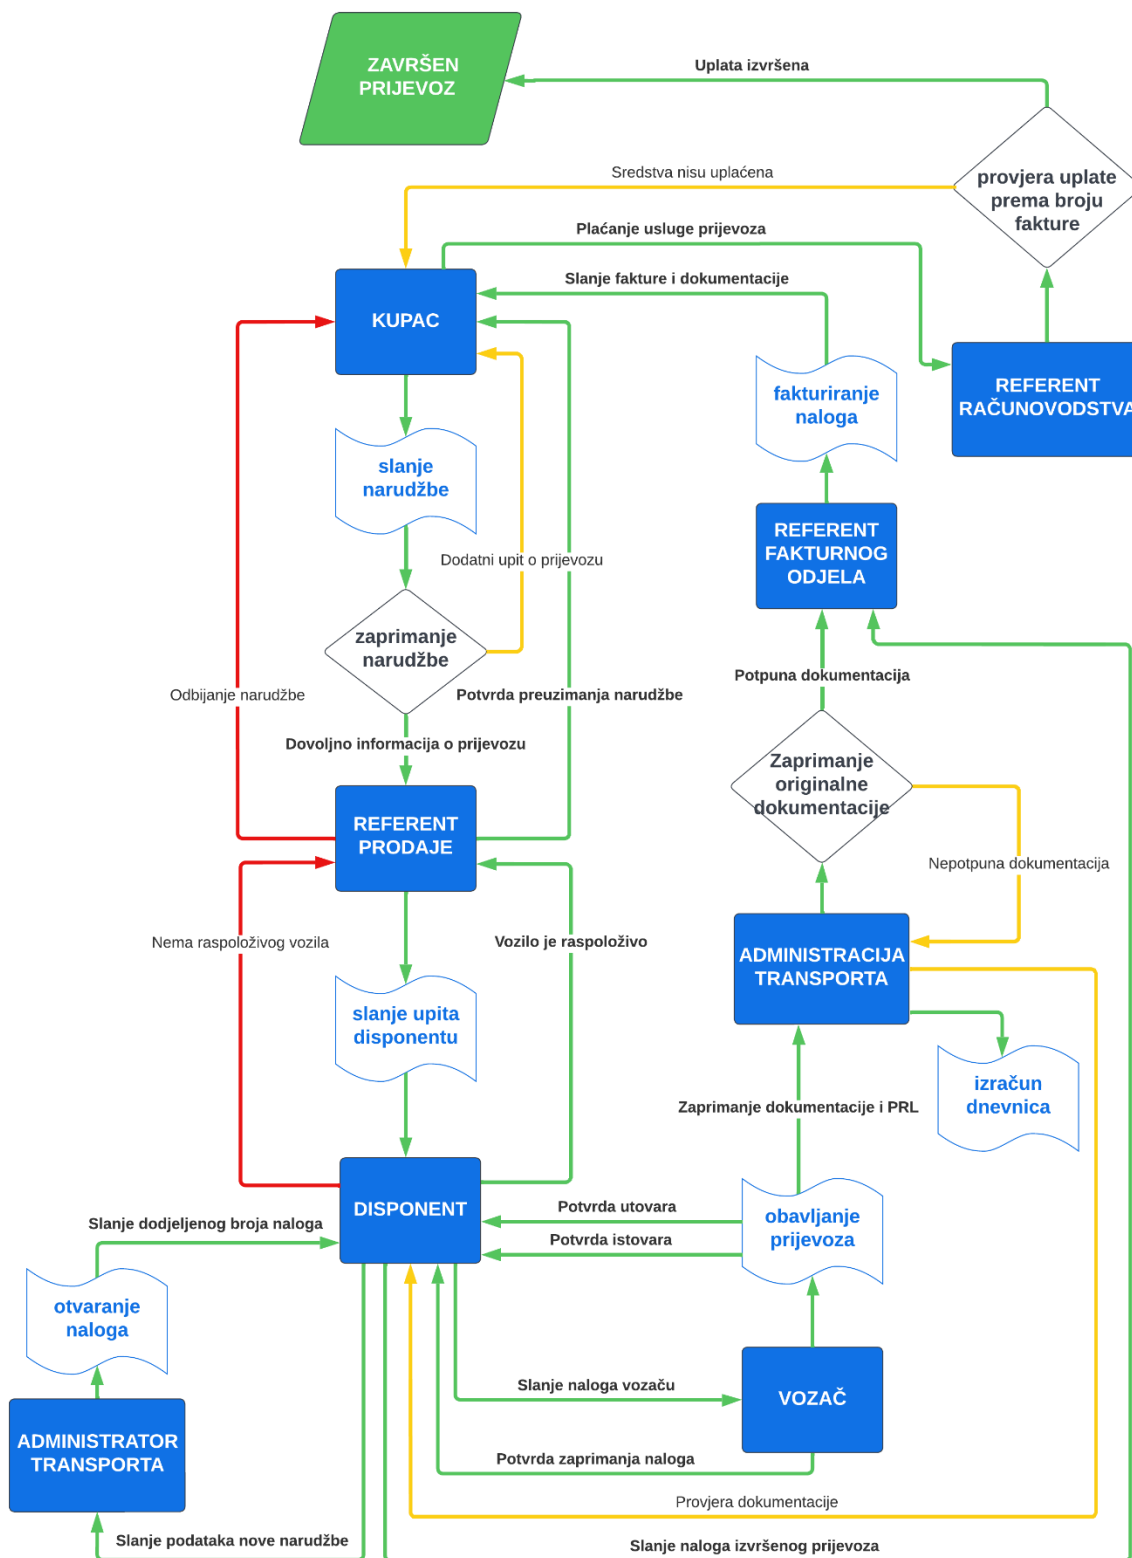 ZAVRŠEN
PRIJEVOZ
Uplata izvršena
Sredstva nisu uplaćena
provjera uplate
prema broju
fakture
Plaćanje usluge prijevoza
Slanje fakture i dokumentacije
KUPAC
fakturiranje
naloga
REFERENT
RAČUNOVODSTVA
slanje
narudžbe
Dodatni upit o prijevozu
REFERENT
FAKTURNOG
ODJELA
zaprimanje
narudžbe
Odbijanje narudžbe
Potvrda preuzimanja narudžbe
Potpuna dokumentacija
Dovoljno informacija o prijevozu
Zaprimanje
originalne
dokumentacije
REFERENT
PRODAJE
Nepotpuna dokumentacija
Nema raspoloživog vozila
Vozilo je raspoloživo
ADMINISTRACIJA
TRANSPORTA
slanje upita
disponentu
izračun
dnevnica
Zaprimanje dokumentacije i PRL
DISPONENT
Slanje dodjeljenog broja naloga
Potvrda utovara
Potvrda istovara
obavljanje
prijevoza
otvaranje
naloga
Slanje naloga vozaču
VOZAČ
ADMINISTRATOR
TRANSPORTA
Potvrda zaprimanja naloga
Provjera dokumentacije
Slanje podataka nove narudžbe
Slanje naloga izvršenog prijevoza